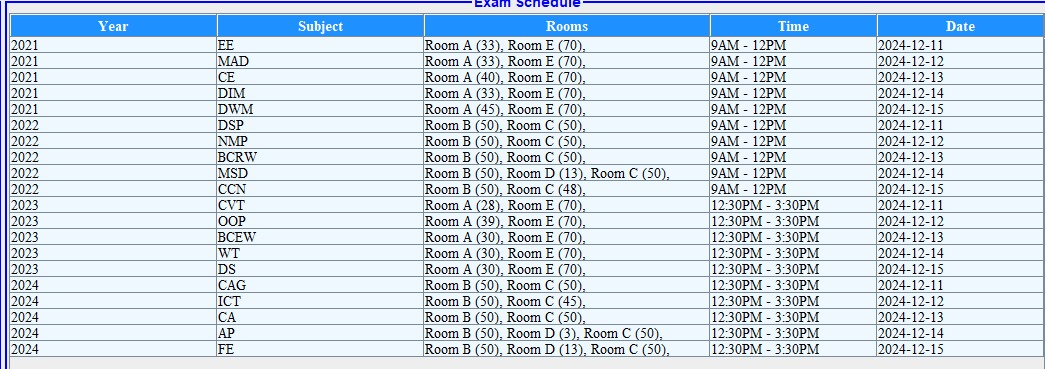 Exam Schedule
Year Subject Rooms Time Date
2021 EE Room A (33), Room E (70), 9AM - 12PM 2024-12-11
2021 MAD Room A (33), Room E (70), 9AM - 12PM 2024-12-12
2021 CE Room A (40), Room E (70), 9AM - 12PM 2024-12-13
2021 DIM Room A (33), Room E (70), 9AM - 12PM 2024-12-14
2021 DWM Room A (45), Room E (70), 9AM - 12PM 2024-12-15
2022 DSP Room B (50), Room C (50), 9AM - 12PM 2024-12-11
2022 NMP Room B (50), Room C (50), 9AM - 12PM 2024-12-12
2022 BCRW Room B (50), Room C (50), 9AM - 12PM 2024-12-13
2022 MSD Room B (50), Room D (13), Room C (50), 9AM - 12PM 2024-12-14
2022 CCN Room B (50), Room C (48), 9AM - 12PM 2024-12-15
2023 CVT Room A (28), Room E (70), 12:30PM - 3:30PM 2024-12-11
2023 OOP Room A (39), Room E (70), 12:30PM - 3:30PM 2024-12-12
2023 BCEW Room A (30), Room E (70), 12:30PM - 3:30PM 2024-12-13
2023 WT Room A (30), Room E (70), 12:30PM - 3:30PM 2024-12-14
2023 DS Room A (30), Room E (70), 12:30PM - 3:30PM 2024-12-15
2024 CAG Room B (50), Room C (50), 12:30PM - 3:30PM 2024-12-11
2024 ICT Room B (50), Room C (45), 12:30PM - 3:30PM 2024-12-12
2024 CA Room B (50), Room C (50), 12:30PM - 3:30PM 2024-12-13
2024 AP Room B (50), Room D (3), Room C (50), 12:30PM - 3:30PM 2024-12-14
2024 FE Room B (50), Room D (13), Room C (50), 12:30PM - 3:30PM 2024-12-15